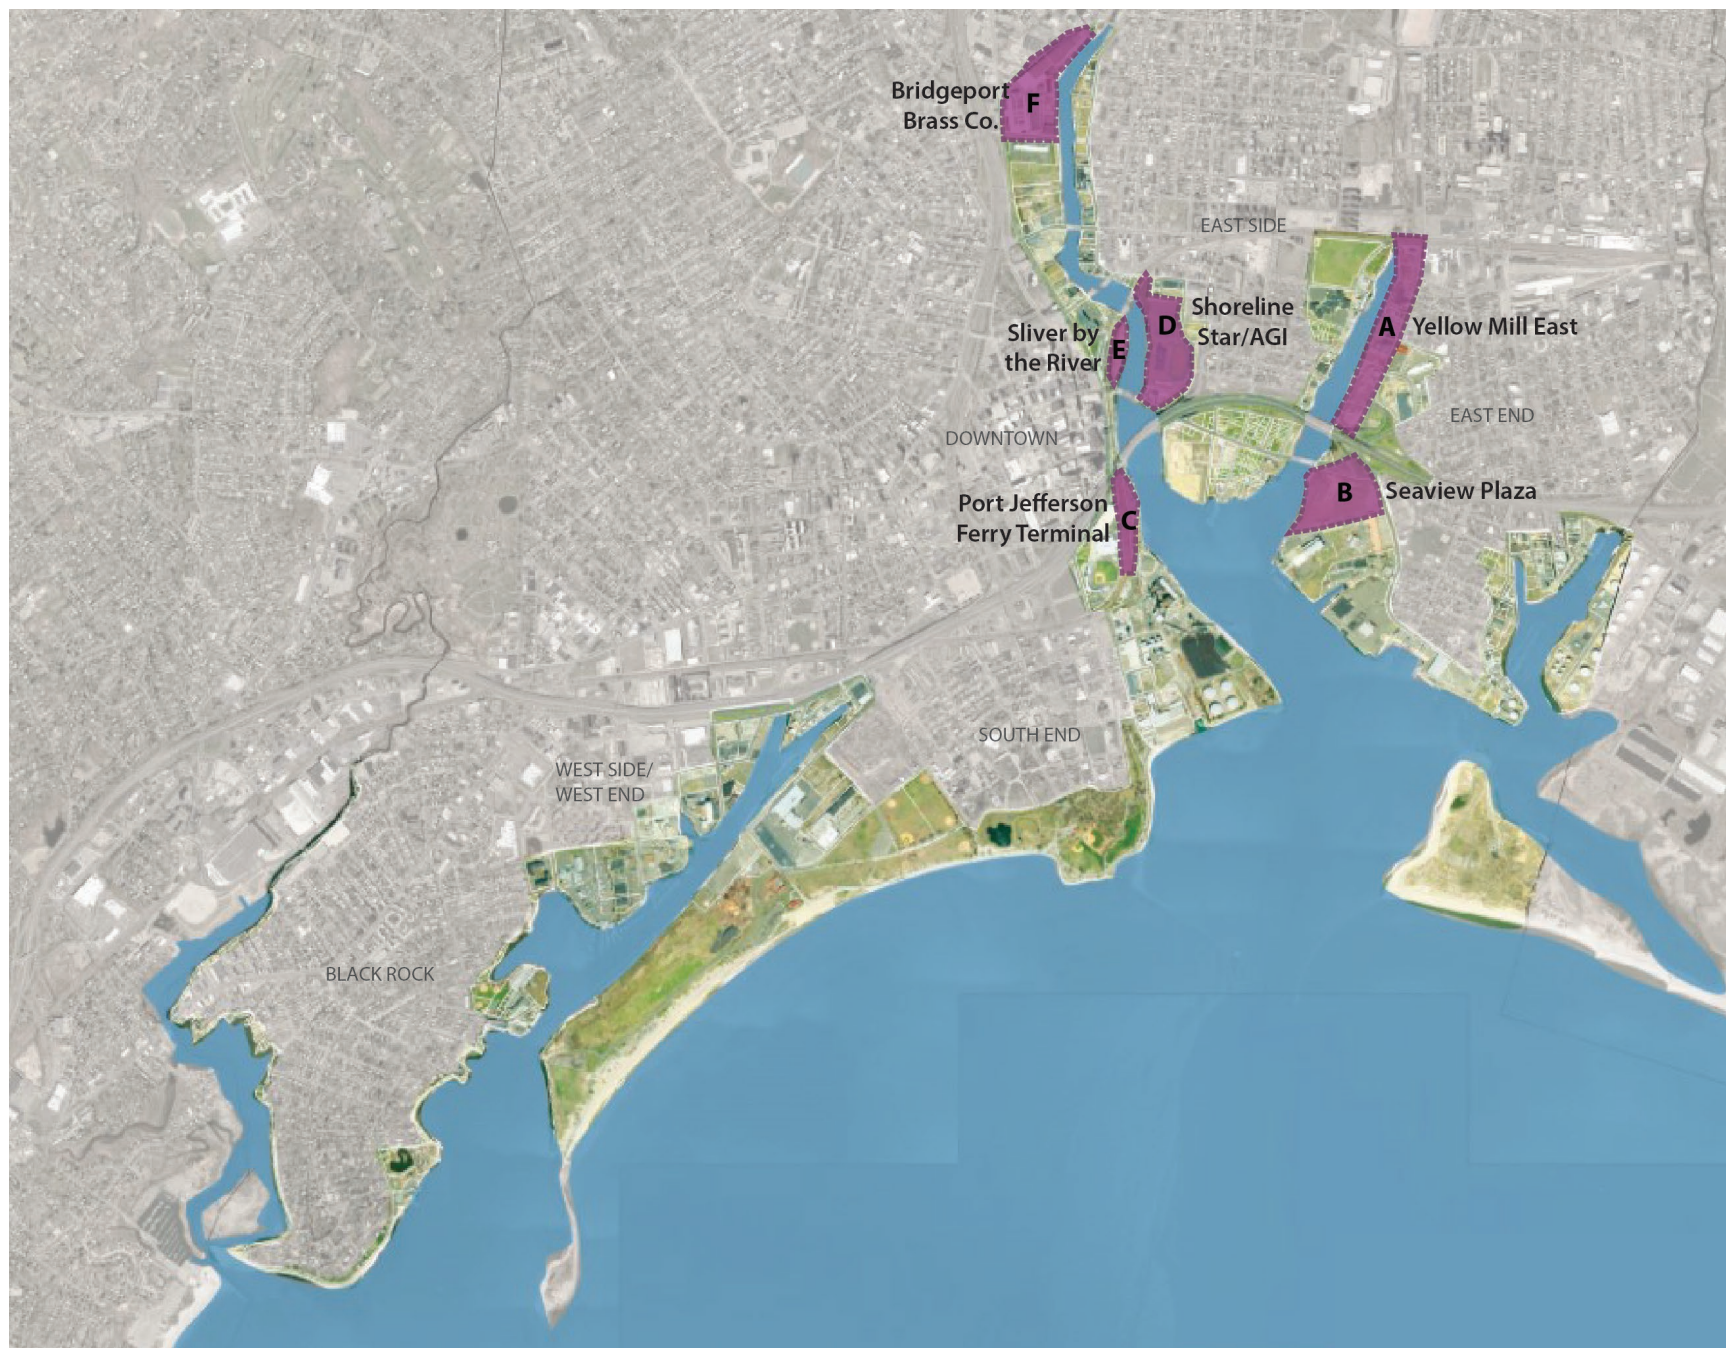 Bridgeport
Brass Co.
F
EAST SIDE
Sliver by
the River
E
D
Shoreline
Star/AGI
A
Yellow Mill East
DOWNTOWN
EAST END
Port Jefferson
Ferry Terminal
C
B
Seaview Plaza
SOUTH END
WEST SIDE/
WEST END
BLACK ROCK